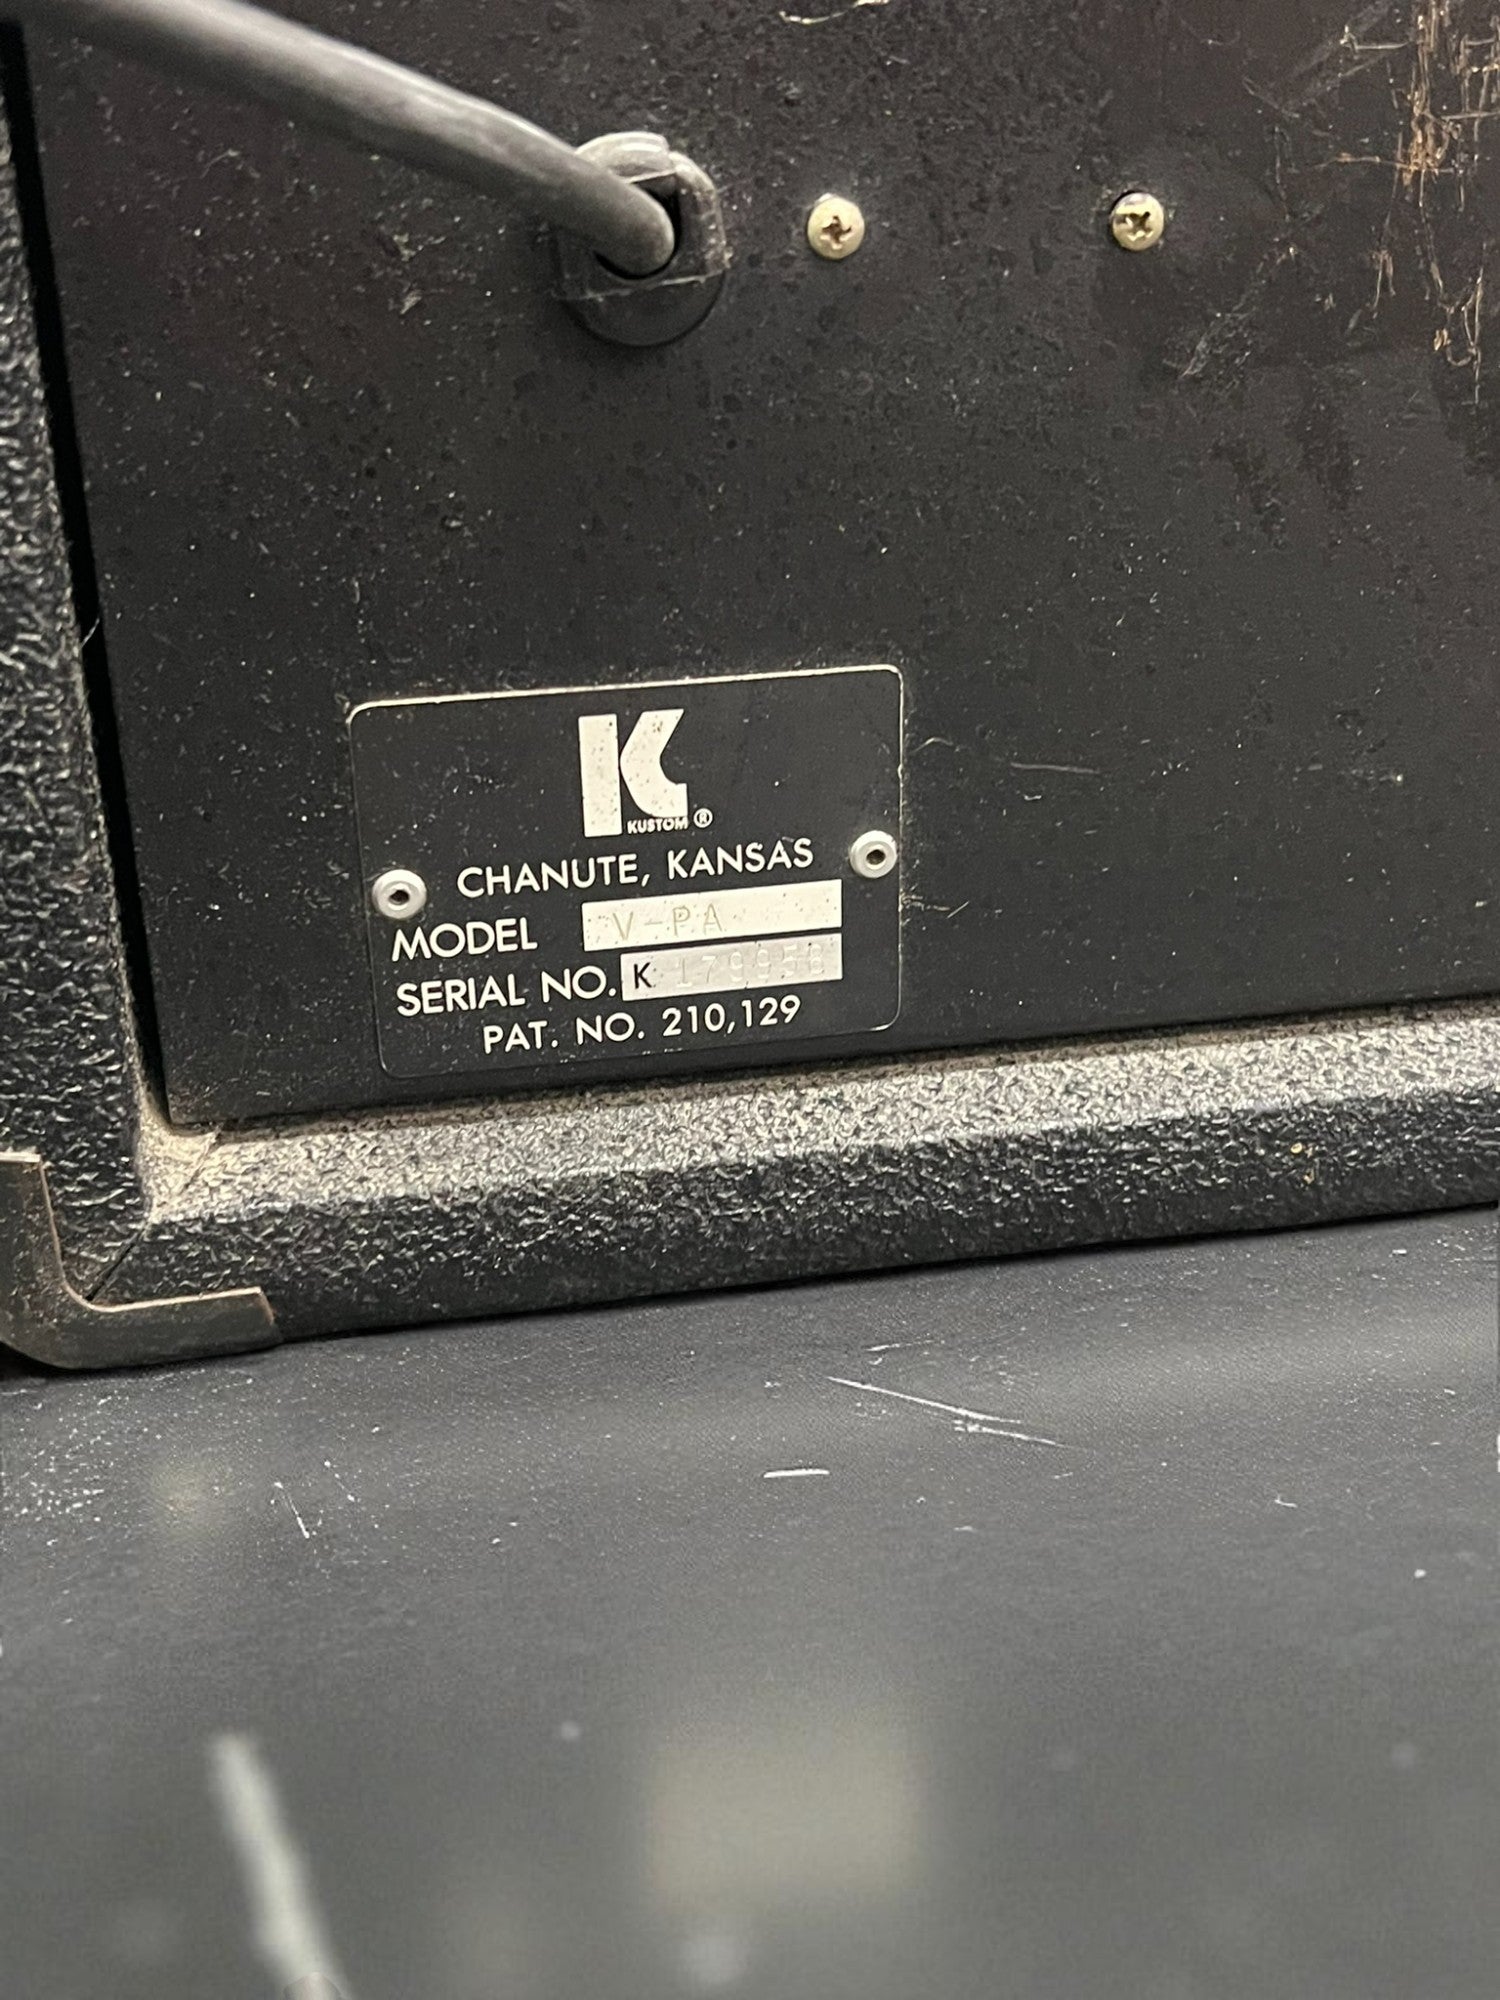 K
KUSTOM ®
CHANUTE, KANSAS
MODEL V-PA
SERIAL NO. K 179958
PAT. NO. 210,129